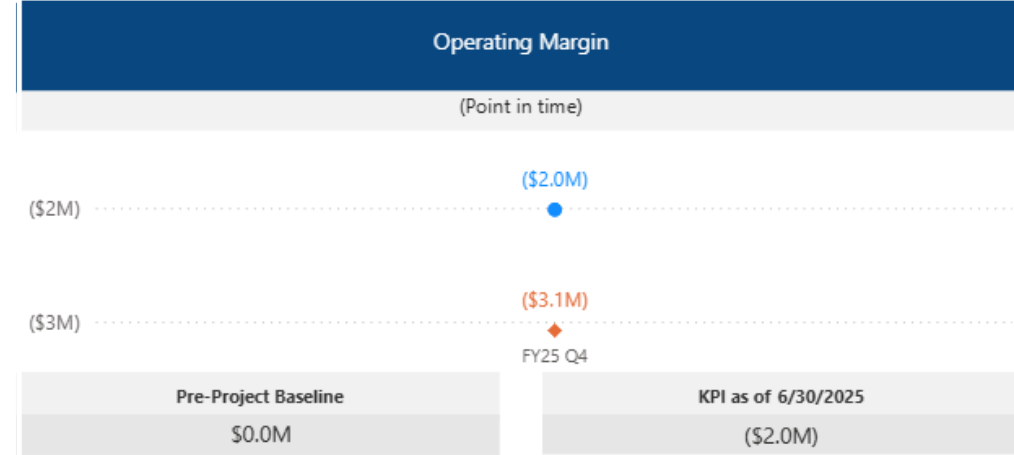 Operating Margin
(Point in time)
($2.0M)
($2M)
($3.1M)
($3M)
FY25 Q4
Pre-Project Baseline
KPI as of 6/30/2025
$0.0M
($2.0M)